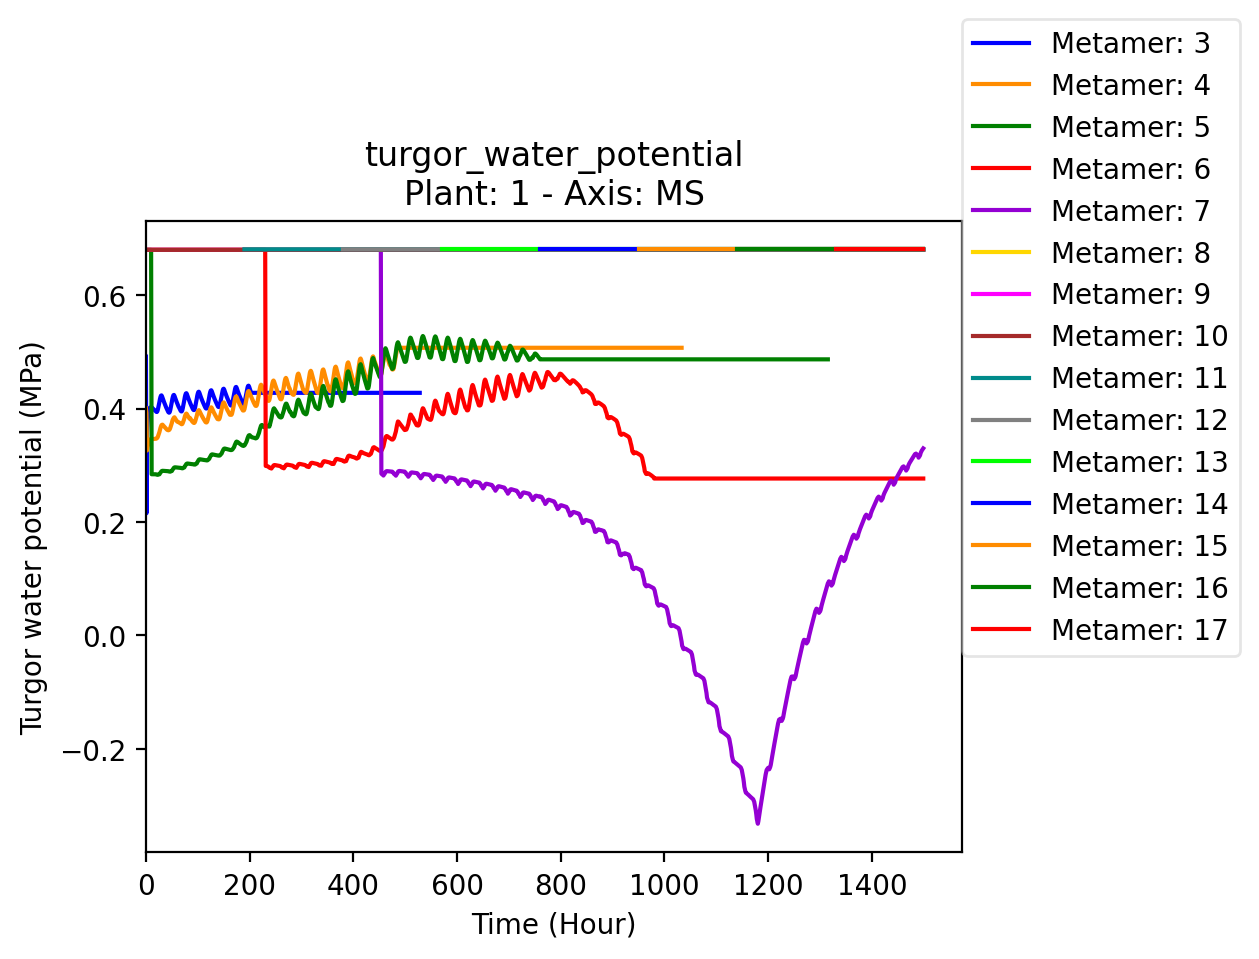 turgor_water_potential
Plant: 1 - Axis: MS
Turgor water potential (MPa)
0.6
0.4
0.2
0.0
−0.2
0 200 400 600 800 1000 1200 1400
Time (Hour)
Metamer: 3
Metamer: 4
Metamer: 5
Metamer: 6
Metamer: 7
Metamer: 8
Metamer: 9
Metamer: 10
Metamer: 11
Metamer: 12
Metamer: 13
Metamer: 14
Metamer: 15
Metamer: 16
Metamer: 17